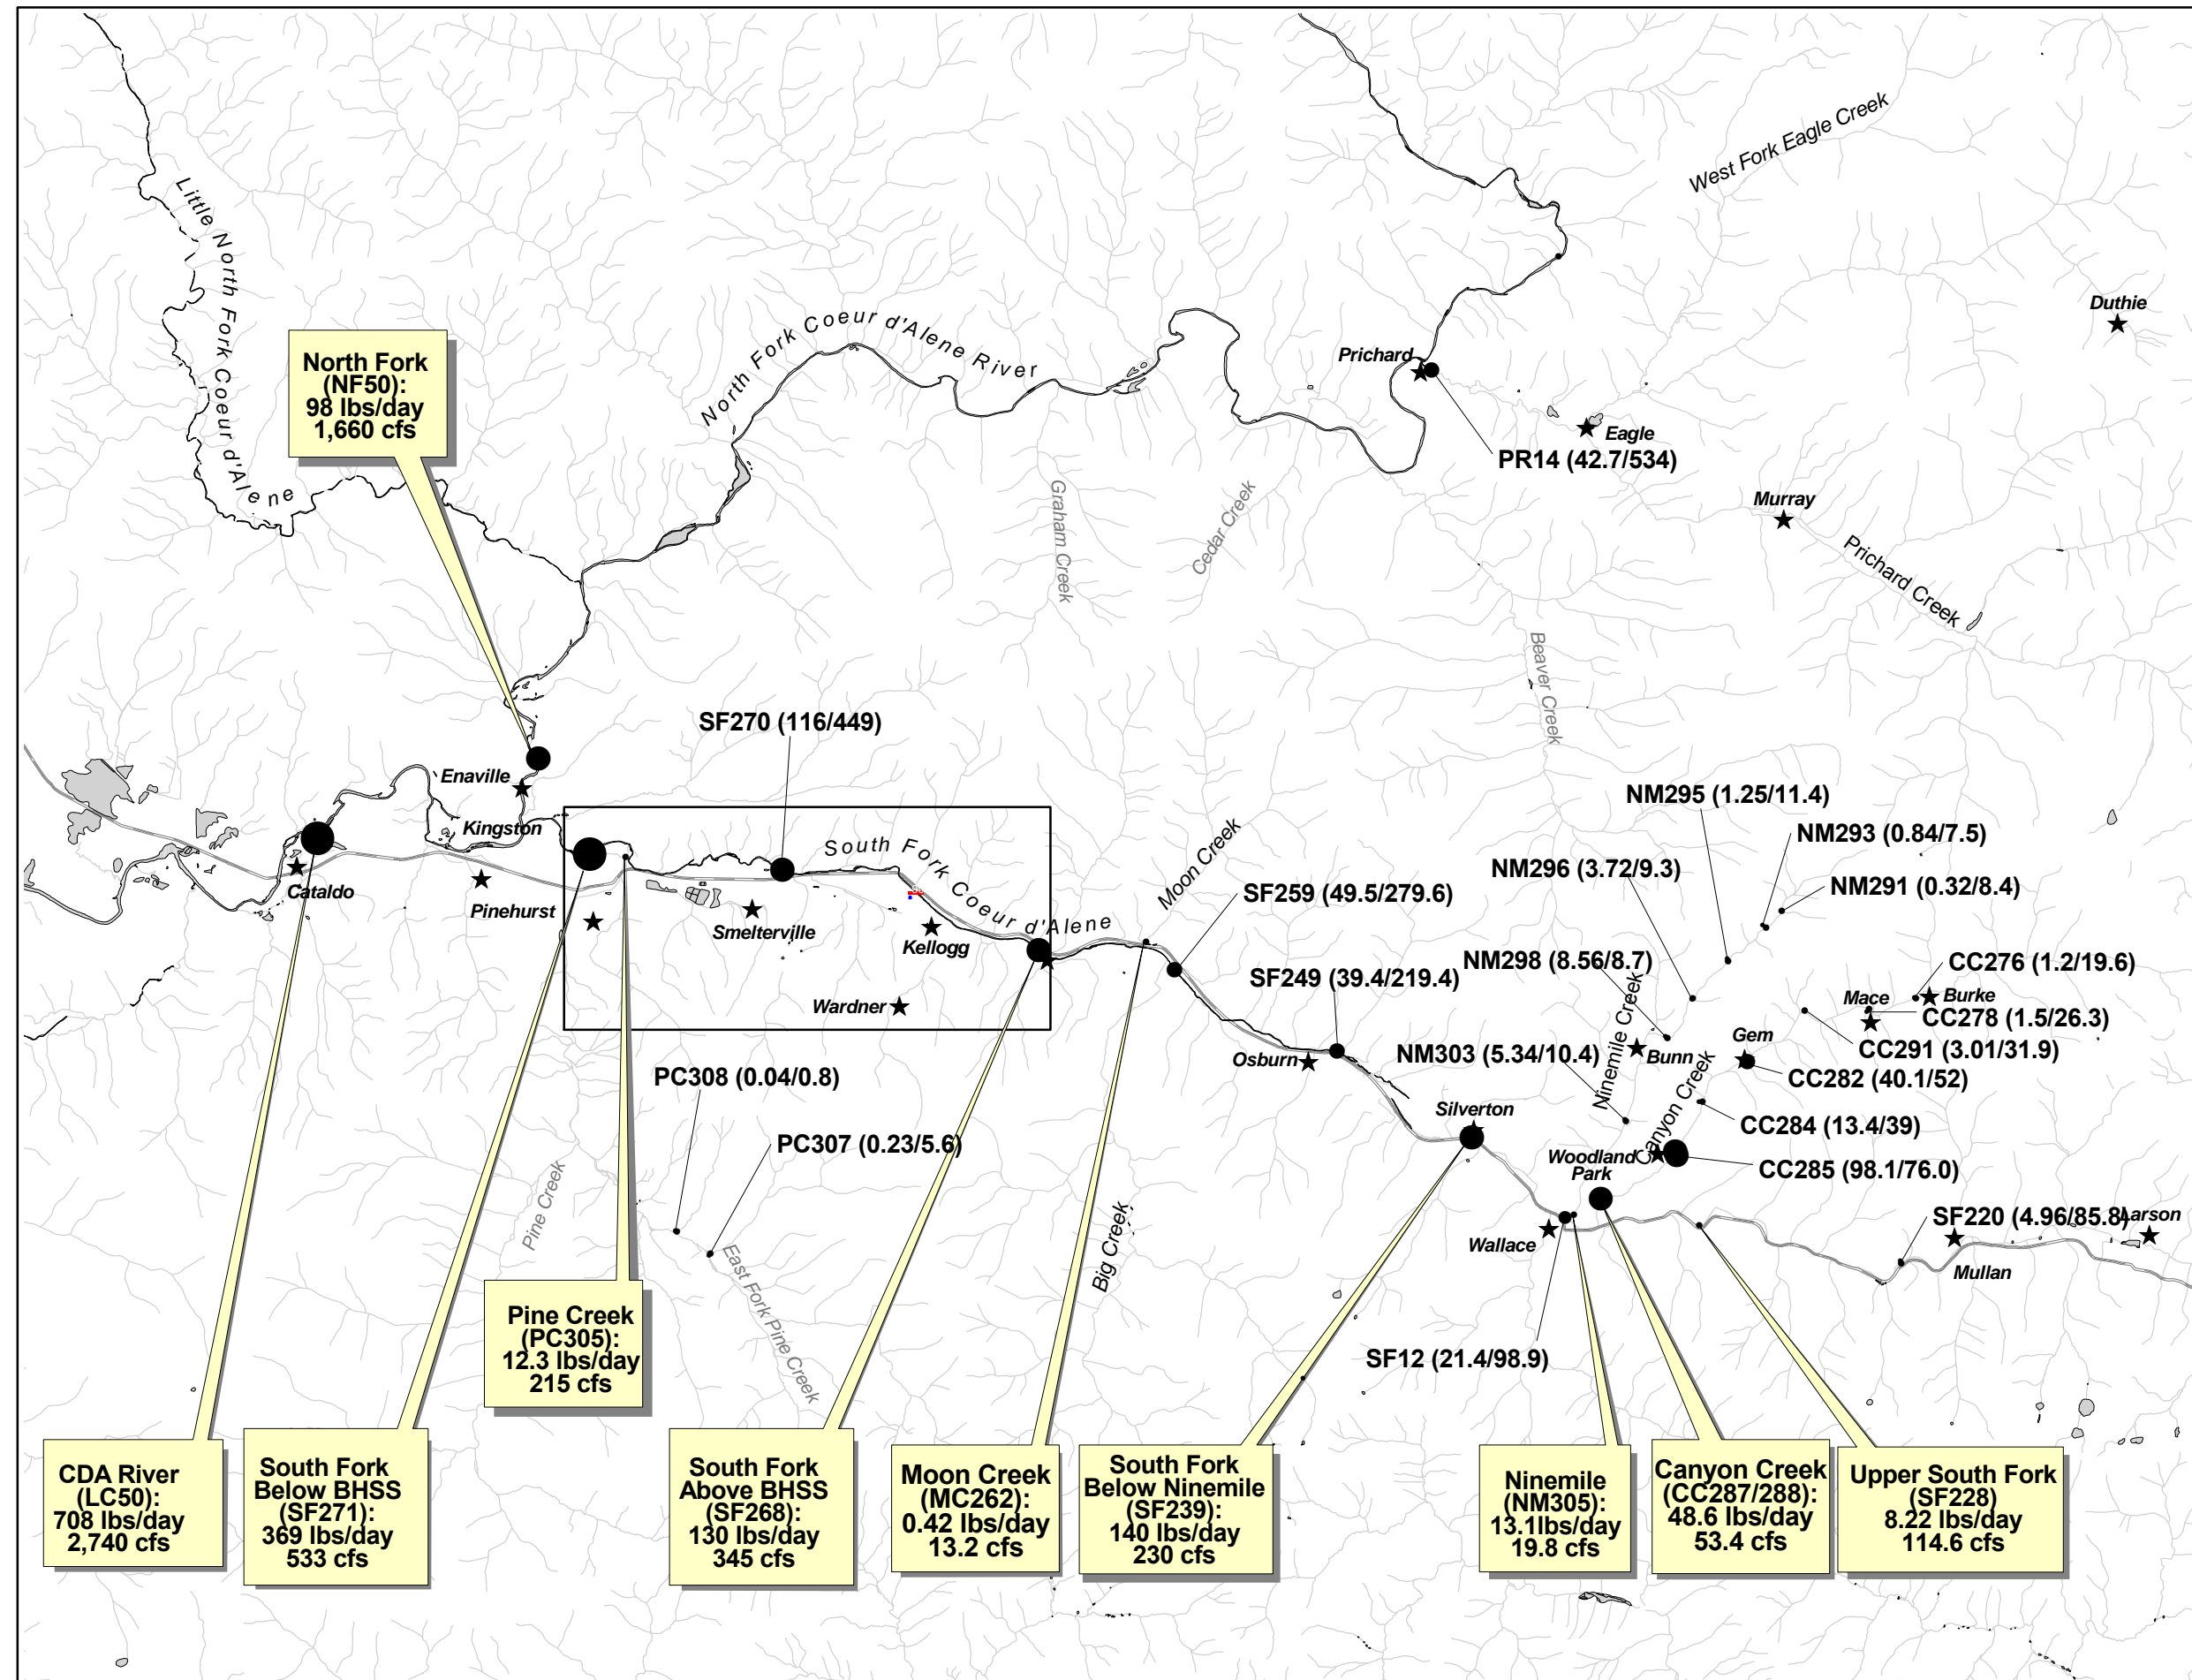 West Fork Eagle Creek
Little North Fork Coeur d'Alene
Duthie
North Fork Coeur d'Alene River
North Fork
(NF50):
98 lbs/day
1,660 cfs
Prichard
Eagle
PR14 (42.7/534)
Murray
Prichard Creek
Graham Creek
Cedar Creek
Beaver Creek
SF270 (116/449)
Enaville
Kingston
South Fork Coeur d'Alene
Moon Creek
NM295 (1.25/11.4)
NM293 (0.84/7.5)
NM296 (3.72/9.3)
NM291 (0.32/8.4)
SF259 (49.5/279.6)
Cataldo
Pinehurst
Smelterville
Kellogg
NM298 (8.56/8.7)
CC276 (1.2/19.6)
SF249 (39.4/219.4)
Mace
Burke
Wardner
CC278 (1.5/26.3)
Ninemile Creek
Gem
CC291 (3.01/31.9)
Osburn
NM303 (5.34/10.4)
Bunn
CC282 (40.1/52)
PC308 (0.04/0.8)
Canyon Creek
Silverton
CC284 (13.4/39)
PC307 (0.23/5.6)
Woodland
Park
CC285 (98.1/76.0)
Pine Creek
East Fork Pine Creek
Big Creek
Wallace
SF220 (4.96/85.8)
Larson
Mullan
Pine Creek
(PC305):
12.3 lbs/day
215 cfs
SF12 (21.4/98.9)
CDA River
(LC50):
708 lbs/day
2,740 cfs
South Fork
Below BHSS
(SF271):
369 lbs/day
533 cfs
South Fork
Above BHSS
(SF268):
130 lbs/day
345 cfs
Moon Creek
(MC262):
0.42 lbs/day
13.2 cfs
South Fork
Below Ninemile
(SF239):
140 lbs/day
230 cfs
Ninemile
(NM305):
13.1lbs/day
19.8 cfs
Canyon Creek
(CC287/288):
48.6 lbs/day
53.4 cfs
Upper South Fork
(SF228)
8.22 lbs/day
114.6 cfs